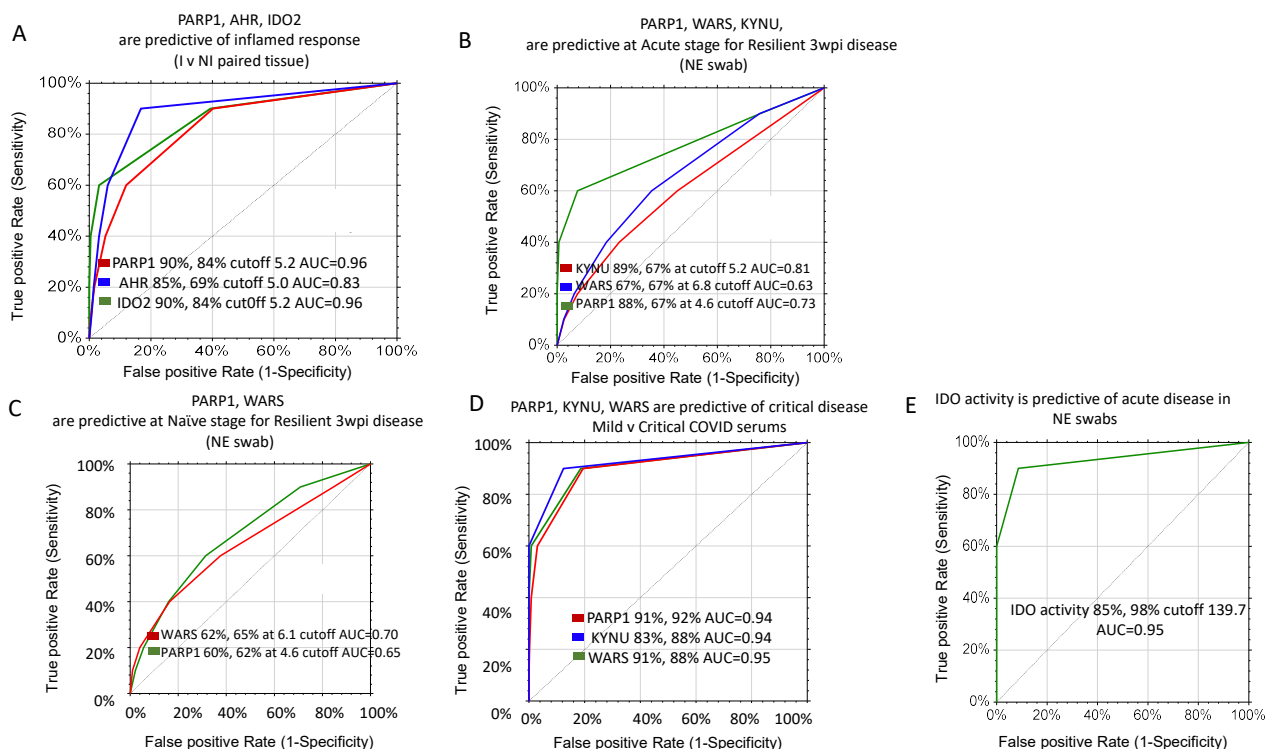 A
PARP1, AHR, IDO2
are predictive of inflamed response
(I v NI paired tissue)
True positive Rate (Sensitivity)
100%
80%
60%
40%
20%
0%
PARP1 90%, 84% cutoff 5.2 AUC=0.96
AHR 85%, 69% cutoff 5.0 AUC=0.83
IDO2 90%, 84% cut0ff 5.2 AUC=0.96
0% 20% 40% 60% 80% 100%
False positive Rate (1-Specificity)
B
PARP1, WARS, KYNU,
are predictive at Acute stage for Resilient 3wpi disease
(NE swab)
True positive Rate (Sensitivity)
100%
80%
60%
40%
20%
0%
KYNU 89%, 67% at cutoff 5.2 AUC=0.81
WARS 67%, 67% at 6.8 cutoff AUC=0.63
PARP1 88%, 67% at 4.6 cutoff AUC=0.73
0% 20% 40% 60% 80% 100%
False positive Rate (1-Specificity)
C
PARP1, WARS
are predictive at Naïve stage for Resilient 3wpi disease
(NE swab)
True positive Rate (Sensitivity)
100%
80%
60%
40%
20%
0%
WARS 62%, 65% at 6.1 cutoff AUC=0.70
PARP1 60%, 62% at 4.6 cutoff AUC=0.65
0% 20% 40% 60% 80% 100%
False positive Rate (1-Specificity)
D
PARP1, KYNU, WARS are predictive of critical disease
Mild v Critical COVID serums
True positive Rate (Sensitivity)
100%
80%
60%
40%
20%
0%
PARP1 91%, 92% AUC=0.94
KYNU 83%, 88% AUC=0.94
WARS 91%, 88% AUC=0.95
0% 20% 40% 60% 80% 100%
False positive Rate (1-Specificity)
E
IDO activity is predictive of acute disease in
NE swabs
True positive Rate (Sensitivity)
100%
80%
60%
40%
20%
0%
IDO activity 85%, 98% cutoff 139.7
AUC=0.95
0% 20% 40% 60% 80% 100%
False positive Rate (1-Specificity)